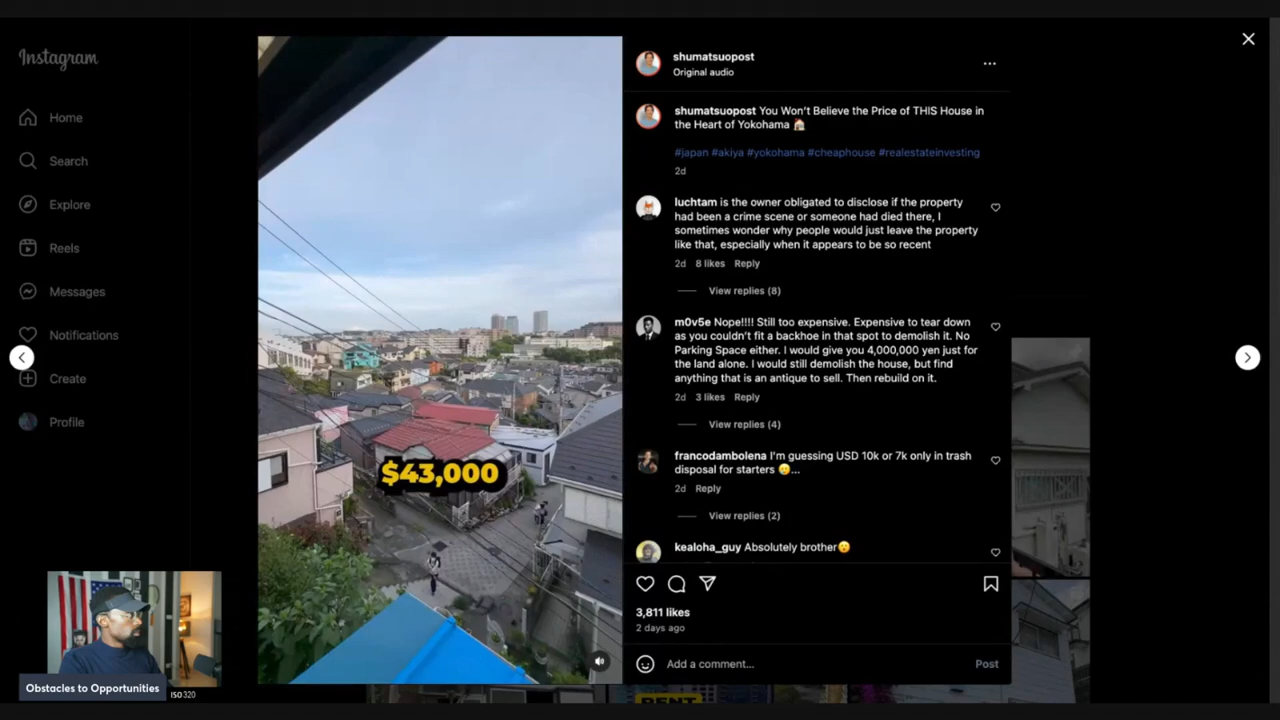 Instagram
Home
Search
Explore
Reels
Messages
Notifications
Create
Profile
$43,000
Obstacles to Opportunities
ISO320
shumatsuopost
Original audio
shumatsuopost You Won't Believe the Price of THIS House in
the Heart of Yokohama 🏠
#japan #akiya #yokohama #cheaphouse #realestateinvesting
2d
luchtam is the owner obligated to disclose if the property
had been a crime scene or someone had died there, I
sometimes wonder why people would just leave the property
like that, especially when it appears to be so recent
2d 8 likes Reply
View replies (8)
m0v5e Nope!!!! Still too expensive. Expensive to tear down
as you couldn't fit a backhoe in that spot to demolish it. No
Parking Space either. I would give you 4,000,000 yen just for
the land alone. I would still demolish the house, but find
anything that is an antique to sell. Then rebuild on it.
2d 3 likes Reply
View replies (4)
francodambolena I'm guessing USD 10k or 7k only in trash
disposal for starters 🥲...
2d Reply
View replies (2)
kealoha_guy Absolutely brother😮
3,811 likes
2 days ago
Add a comment...
Post
RENT